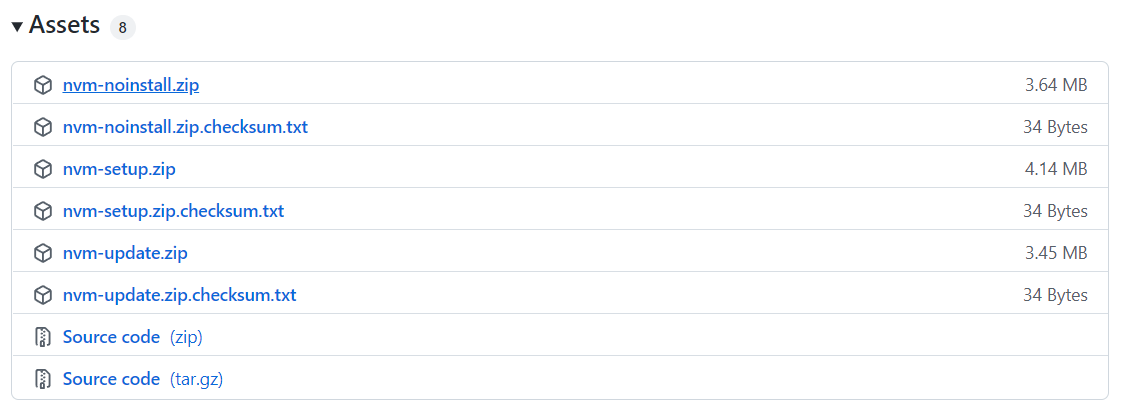 Assets 8
nvm-noinstall.zip 3.64 MB
nvm-noinstall.zip.checksum.txt 34 Bytes
nvm-setup.zip 4.14 MB
nvm-setup.zip.checksum.txt 34 Bytes
nvm-update.zip 3.45 MB
nvm-update.zip.checksum.txt 34 Bytes
Source code (zip)
Source code (tar.gz)